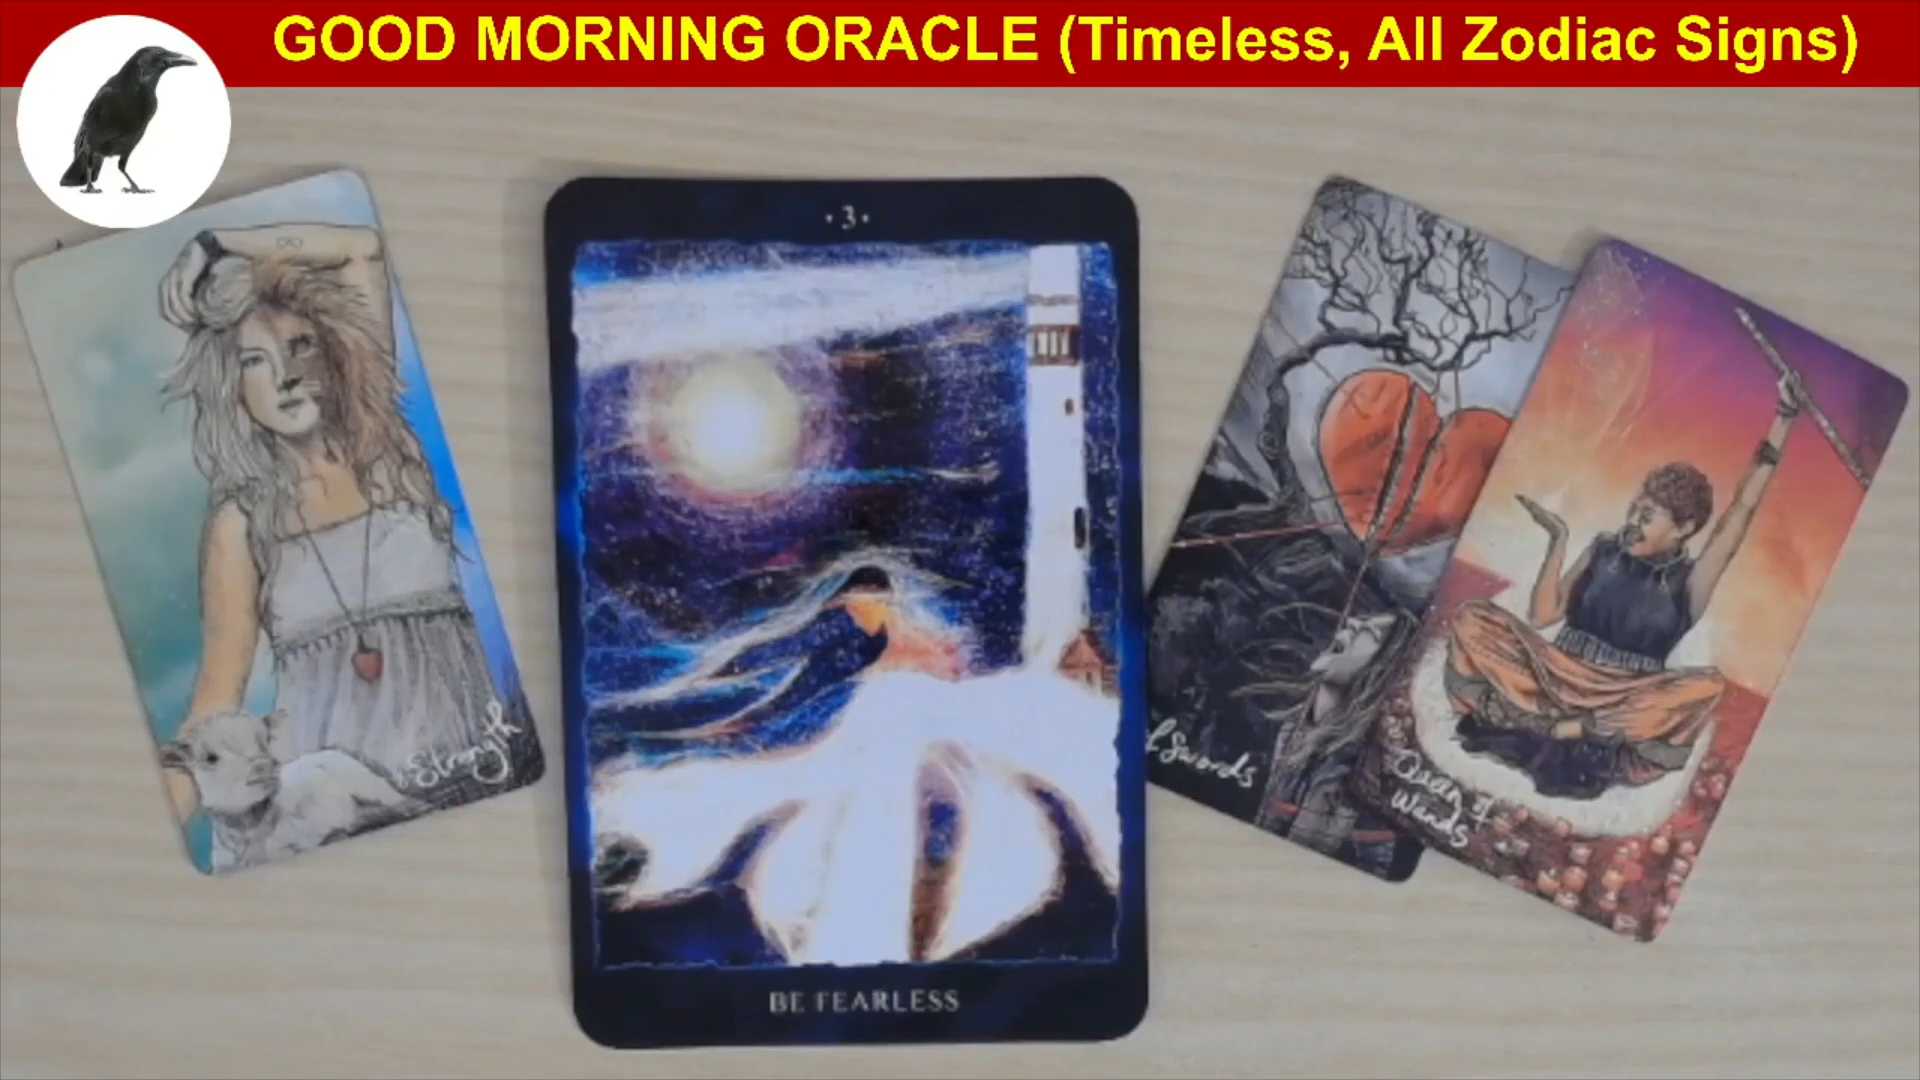 GOOD MORNING ORACLE (Timeless, All Zodiac Signs)
• 3 •
Strength
f Swords
Queen of
Wands
BE FEARLESS